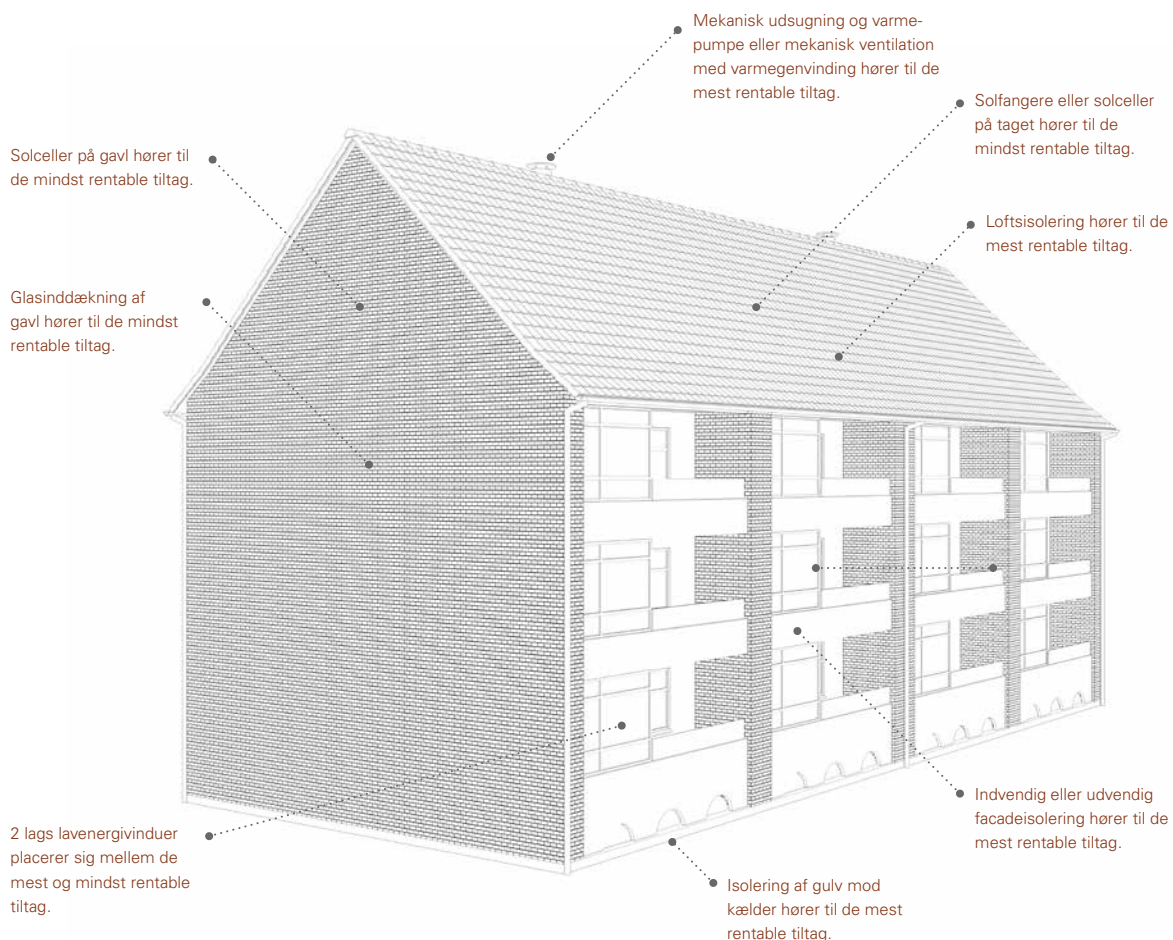 Mekanisk udsugning og varme-
pumpe eller mekanisk ventilation
med varmegenvinding hører til de
mest rentable tiltag.
Solfangere eller solceller
på taget hører til de
mindst rentable tiltag.
Solceller på gavl hører til
de mindst rentable tiltag.
Loftsisolering hører til de
mest rentable tiltag.
Glasinddækning af
gavl hører til de mindst
rentable tiltag.
Indvendig eller udvendig
facadeisolering hører til de
mest rentable tiltag.
2 lags lavenergivinduer
placerer sig mellem de
mest og mindst rentable
tiltag.
Isolering af gulv mod
kælder hører til de mest
rentable tiltag.